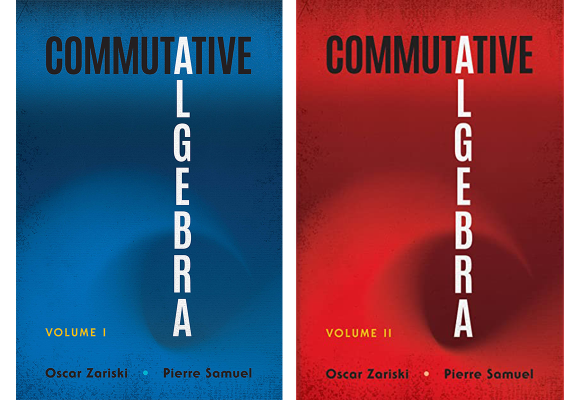 COMMUTATIVE
ALGEBRA
VOLUME I
Oscar Zariski • Pierre Samuel
COMMUTATIVE
ALGEBRA
VOLUME II
Oscar Zariski • Pierre Samuel